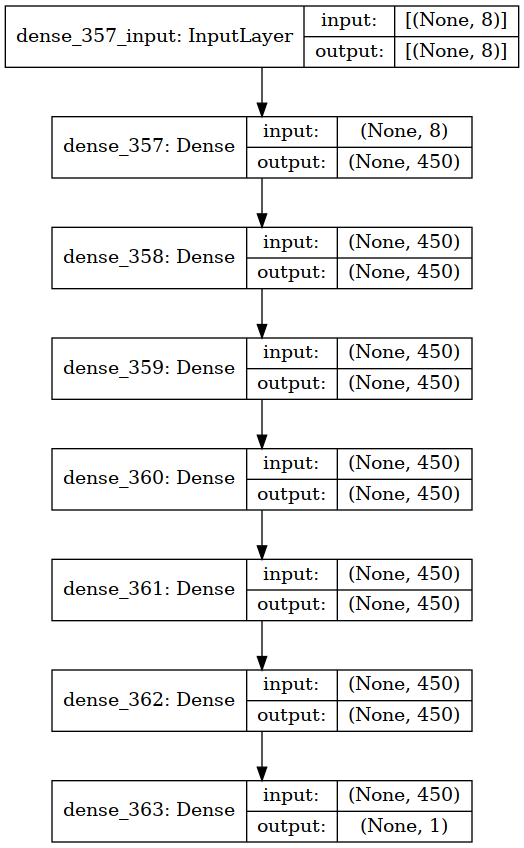 dense_357_input: InputLayer
input: [(None, 8)]
output: [(None, 8)]
dense_357: Dense
input: (None, 8)
output: (None, 450)
dense_358: Dense
input: (None, 450)
output: (None, 450)
dense_359: Dense
input: (None, 450)
output: (None, 450)
dense_360: Dense
input: (None, 450)
output: (None, 450)
dense_361: Dense
input: (None, 450)
output: (None, 450)
dense_362: Dense
input: (None, 450)
output: (None, 450)
dense_363: Dense
input: (None, 450)
output: (None, 1)